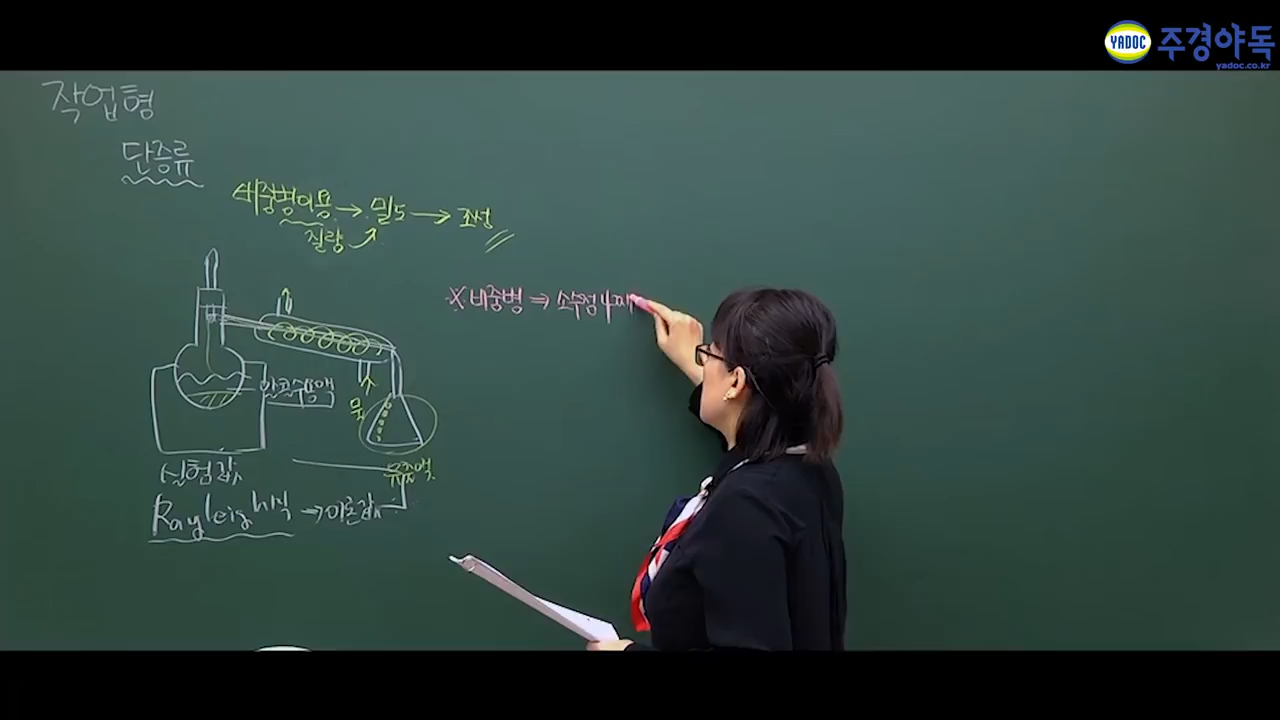 YADOC 주경야독
yadoc.co.kr
작업형
단증류
비중병이용 → 밀도 → 조성
질량
※ 비중병 ⇒ 소수점4째
알콜수용액
물
유출액
실험값
Rayleigh식 → 이론값